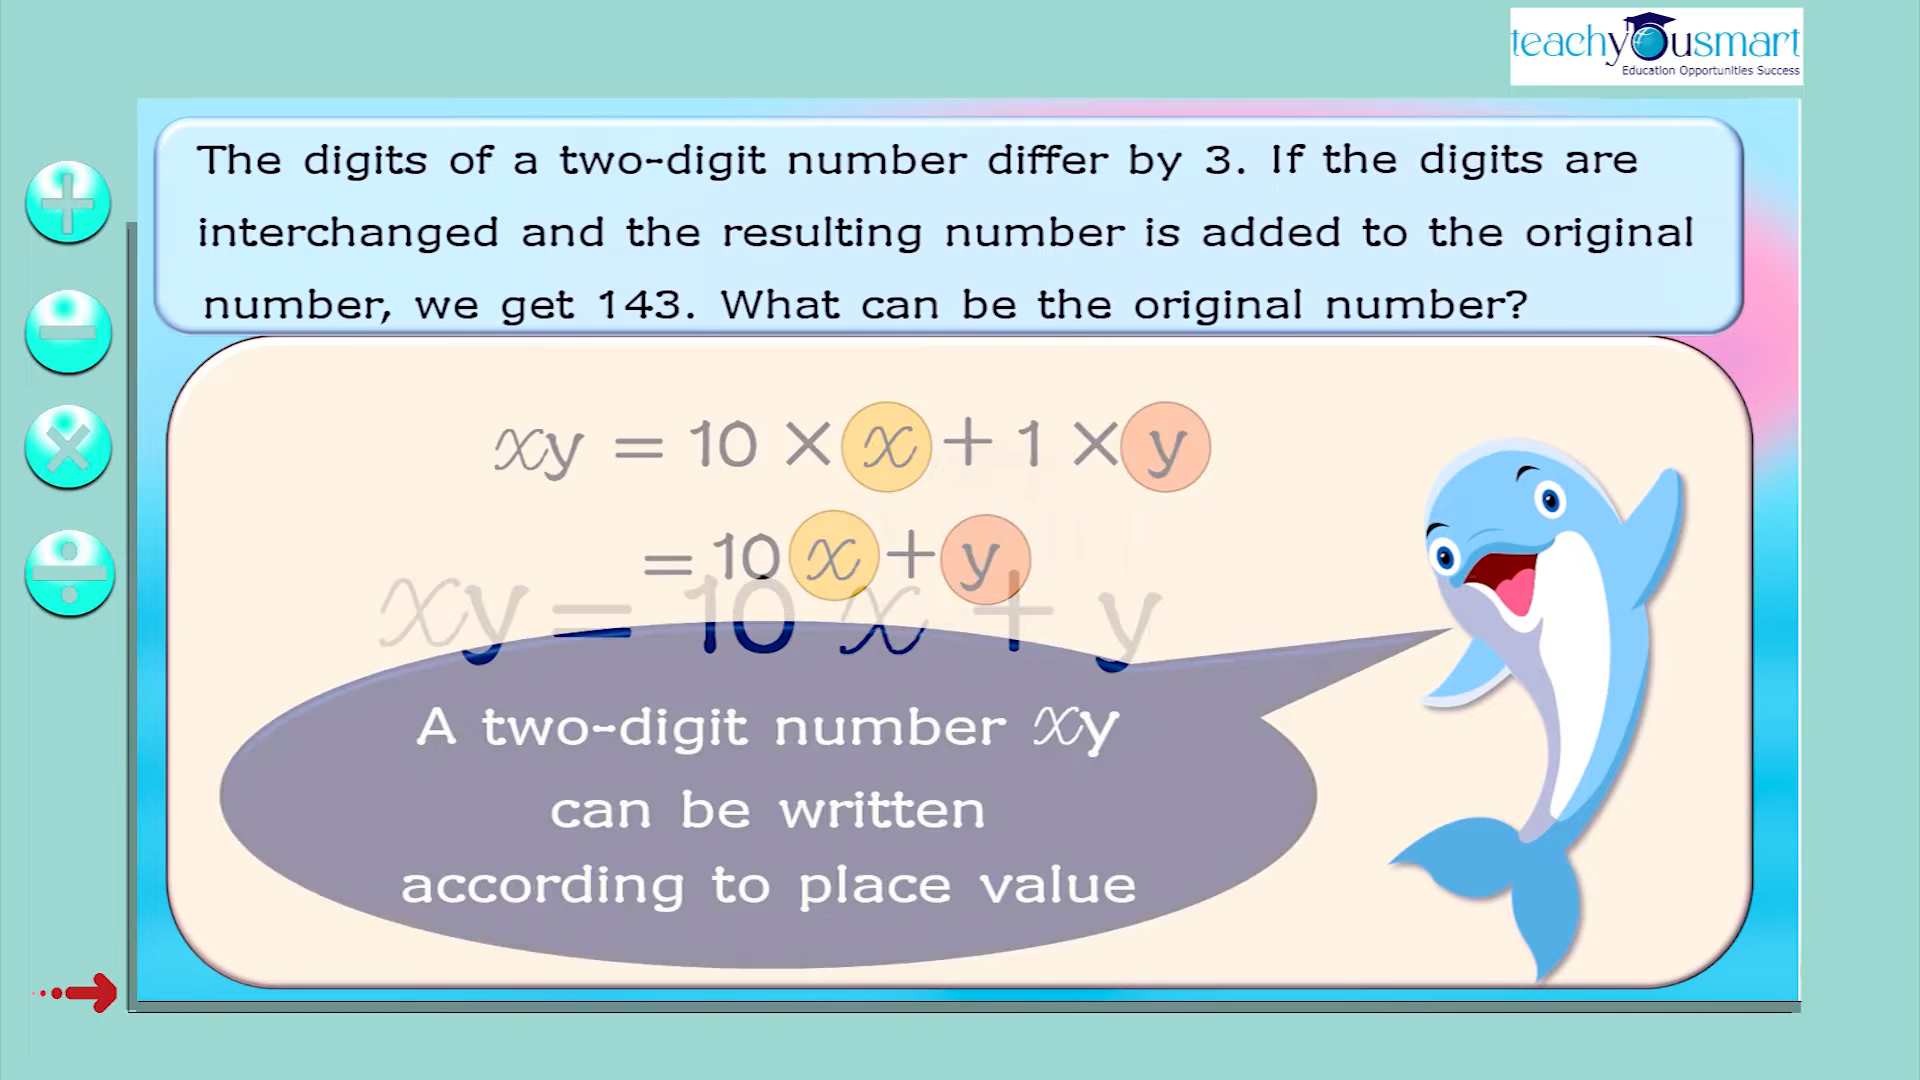 teachyousmart
Education Opportunities Success
The digits of a two-digit number differ by 3. If the digits are
interchanged and the resulting number is added to the original
number, we get 143. What can be the original number?
xy = 10 × x + 1 × y
= 10 x + y
xy = 10 x + y
A two-digit number xy
can be written
according to place value